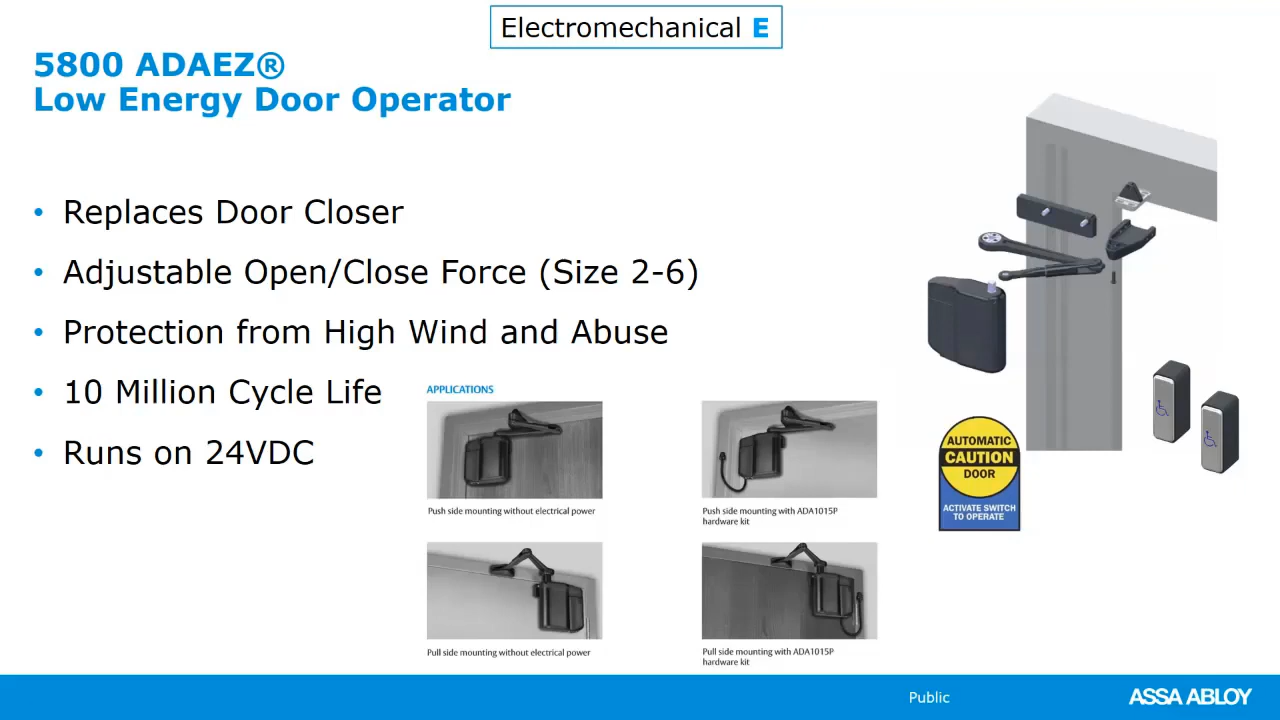 Electromechanical E
5800 ADAEZ®
Low Energy Door Operator
• Replaces Door Closer
• Adjustable Open/Close Force (Size 2-6)
• Protection from High Wind and Abuse
• 10 Million Cycle Life
• Runs on 24VDC
APPLICATIONS
Push side mounting without electrical power
Push side mounting with ADA1015P
hardware kit
Pull side mounting without electrical power
Pull side mounting with ADA1015P
hardware kit
AUTOMATIC
CAUTION
DOOR
ACTIVATE SWITCH
TO OPERATE
Public
ASSA ABLOY